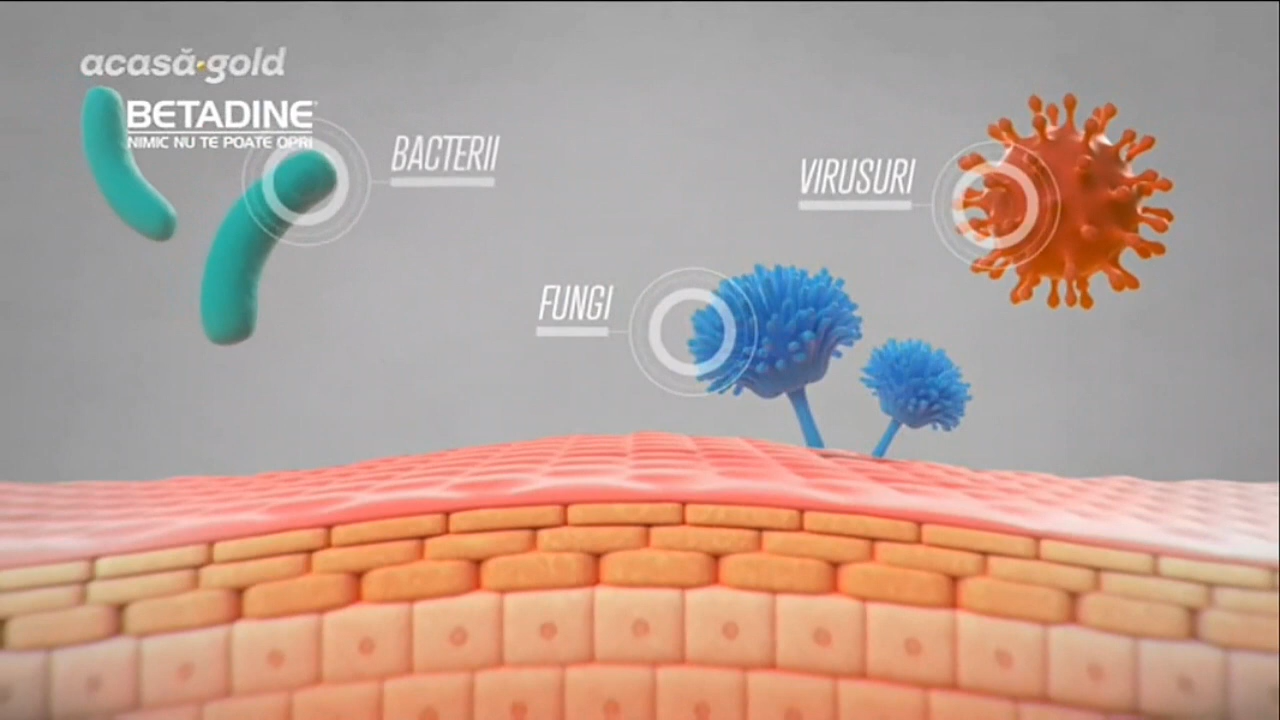 acasă·gold
BETADINE
NIMIC NU TE POATE OPRI
BACTERII
VIRUSURI
FUNGI